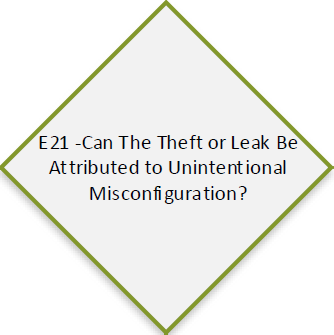 E21 -Can The Theft or Leak Be
Attributed to Unintentional
Misconfiguration?